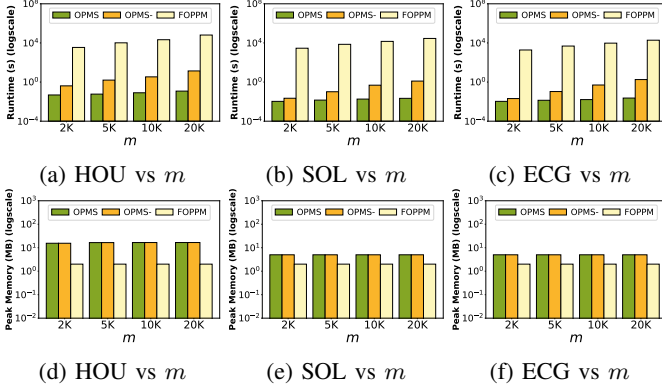 OPMS OPMS- FOPPM
Runtime (s) (logscale)
10^8
10^4
10^0
10^-4
2K 5K 10K 20K
m
(a) HOU vs m
OPMS OPMS- FOPPM
Runtime (s) (logscale)
10^8
10^4
10^0
10^-4
2K 5K 10K 20K
m
(b) SOL vs m
OPMS OPMS- FOPPM
Runtime (s) (logscale)
10^8
10^4
10^0
10^-4
2K 5K 10K 20K
m
(c) ECG vs m
OPMS OPMS- FOPPM
Peak Memory (MB) (logscale)
10^3
10^2
10^1
10^0
10^-1
10^-2
2K 5K 10K 20K
m
(d) HOU vs m
OPMS OPMS- FOPPM
Peak Memory (MB) (logscale)
10^3
10^2
10^1
10^0
10^-1
10^-2
2K 5K 10K 20K
m
(e) SOL vs m
OPMS OPMS- FOPPM
Peak Memory (MB) (logscale)
10^3
10^2
10^1
10^0
10^-1
10^-2
2K 5K 10K 20K
m
(f) ECG vs m